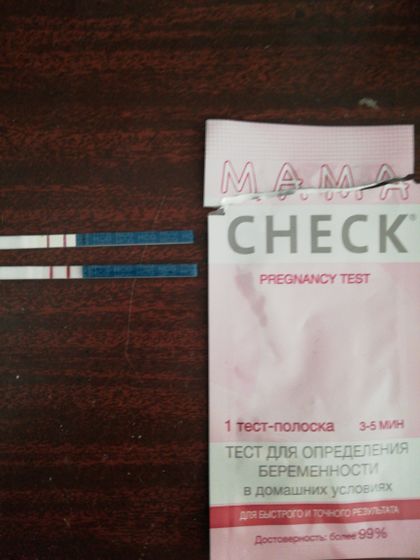 MAMA
CHECK®
PREGNANCY TEST
1 тест-полоска 3-5 МИН
ТЕСТ ДЛЯ ОПРЕДЕЛЕНИЯ
БЕРЕМЕННОСТИ
в домашних условиях
ДЛЯ БЫСТРОГО И ТОЧНОГО РЕЗУЛЬТАТА
Достоверность: более 99%